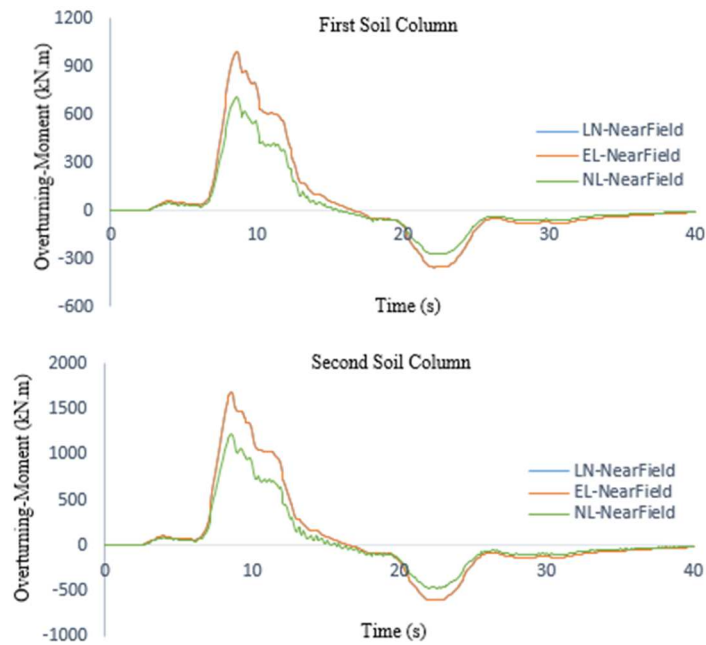 First Soil Column
Overturning-Moment (kN.m)
1200
900
600
300
0
-300
-600
0
10
20
30
40
Time (s)
LN-NearField
EL-NearField
NL-NearField
Second Soil Column
Overturning-Moment (kN.m)
2000
1500
1000
500
0
-500
-1000
0
10
20
30
40
Time (s)
LN-NearField
EL-NearField
NL-NearField